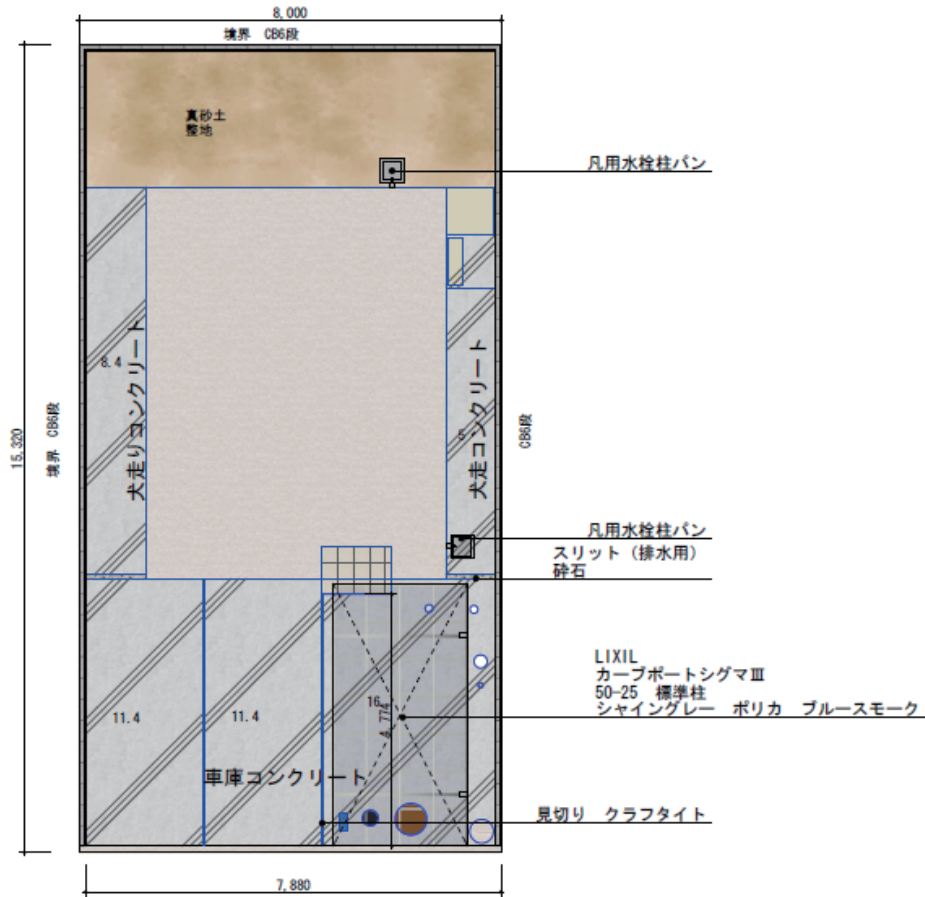 8,000
境界 CB6段
真砂土
整地
凡用水栓柱パン
8.4
犬走りコンクリート
犬走コンクリート
5
15,320
境界 CB6段
CB6段
凡用水栓柱パン
スリット（排水用）
砕石
LIXIL
カーブポートシグマⅢ
50-25 標準柱
シャイングレー ポリカ ブルースモーク
11.4
11.4
16
4,774
車庫コンクリート
見切り クラフタイト
7,880